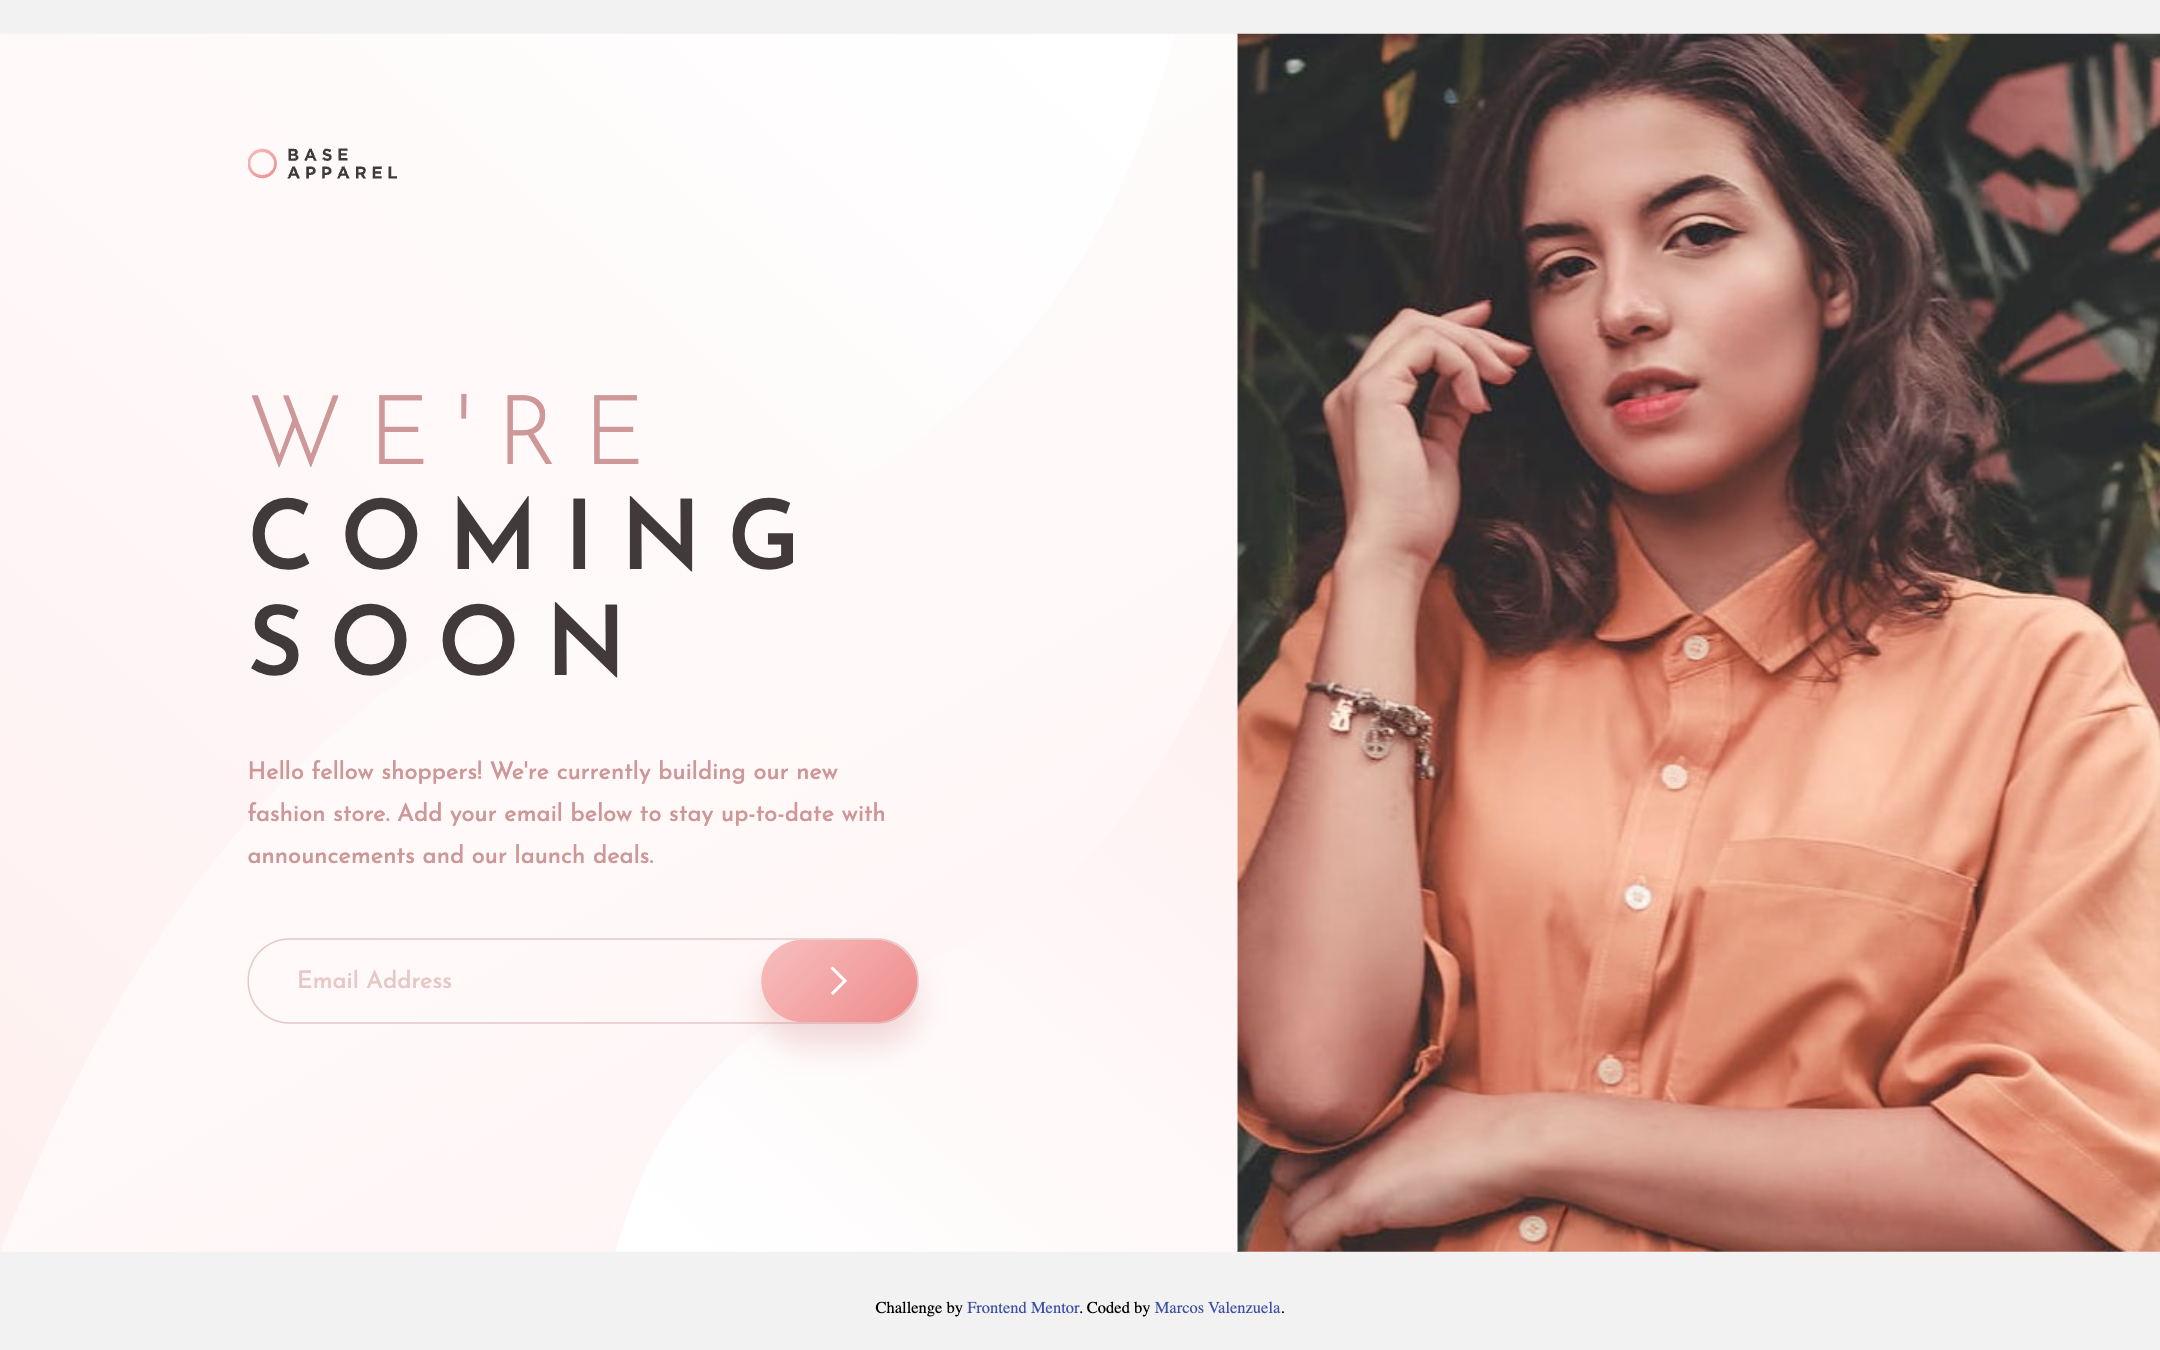 BASE
APPAREL
WE'RE
COMING
SOON
Hello fellow shoppers! We're currently building our new
fashion store. Add your email below to stay up-to-date with
announcements and our launch deals.
Email Address
Challenge by Frontend Mentor. Coded by Marcos Valenzuela.